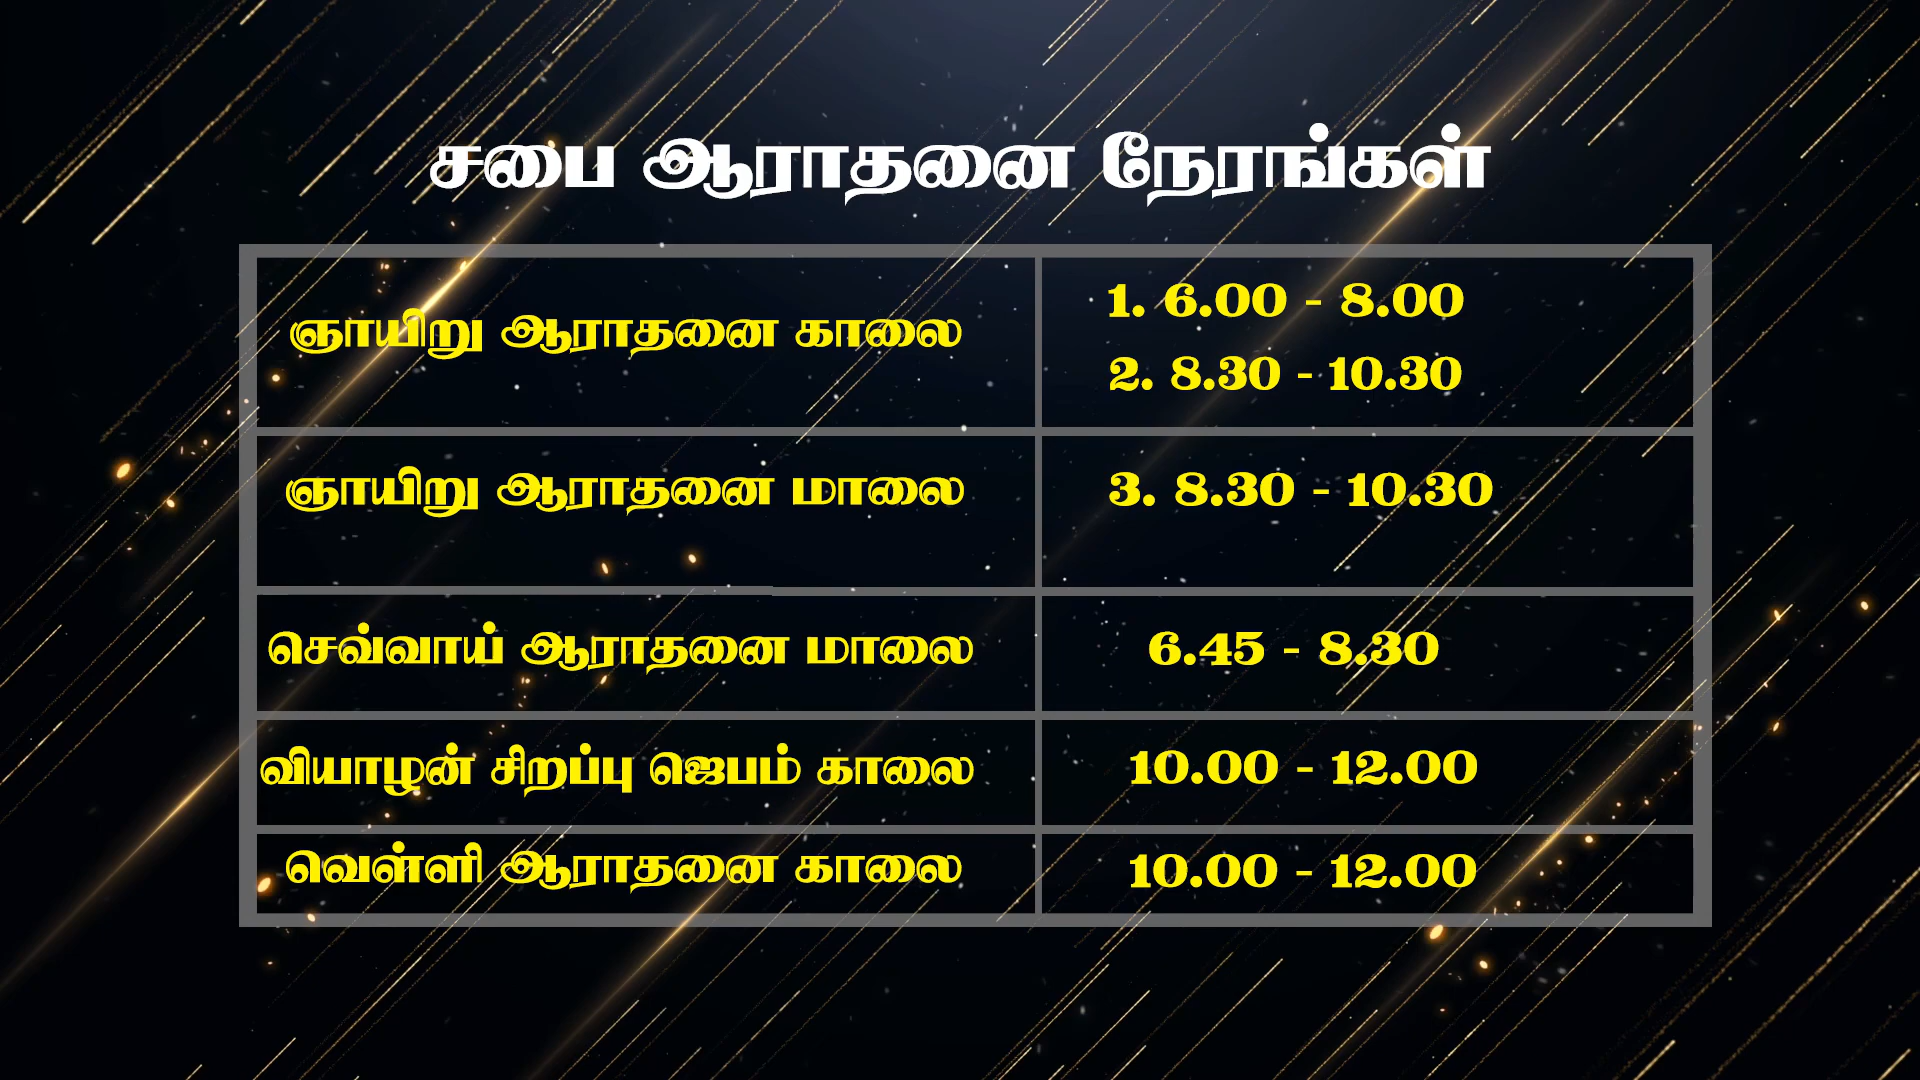 சபை ஆராதனை நேரங்கள்
ஞாயிறு ஆராதனை காலை
1. 6.00 - 8.00
2. 8.30 - 10.30
ஞாயிறு ஆராதனை மாலை
3. 8.30 - 10.30
செவ்வாய் ஆராதனை மாலை
6.45 - 8.30
வியாழன் சிறப்பு ஜெபம் காலை
10.00 - 12.00
வெள்ளி ஆராதனை காலை
10.00 - 12.00